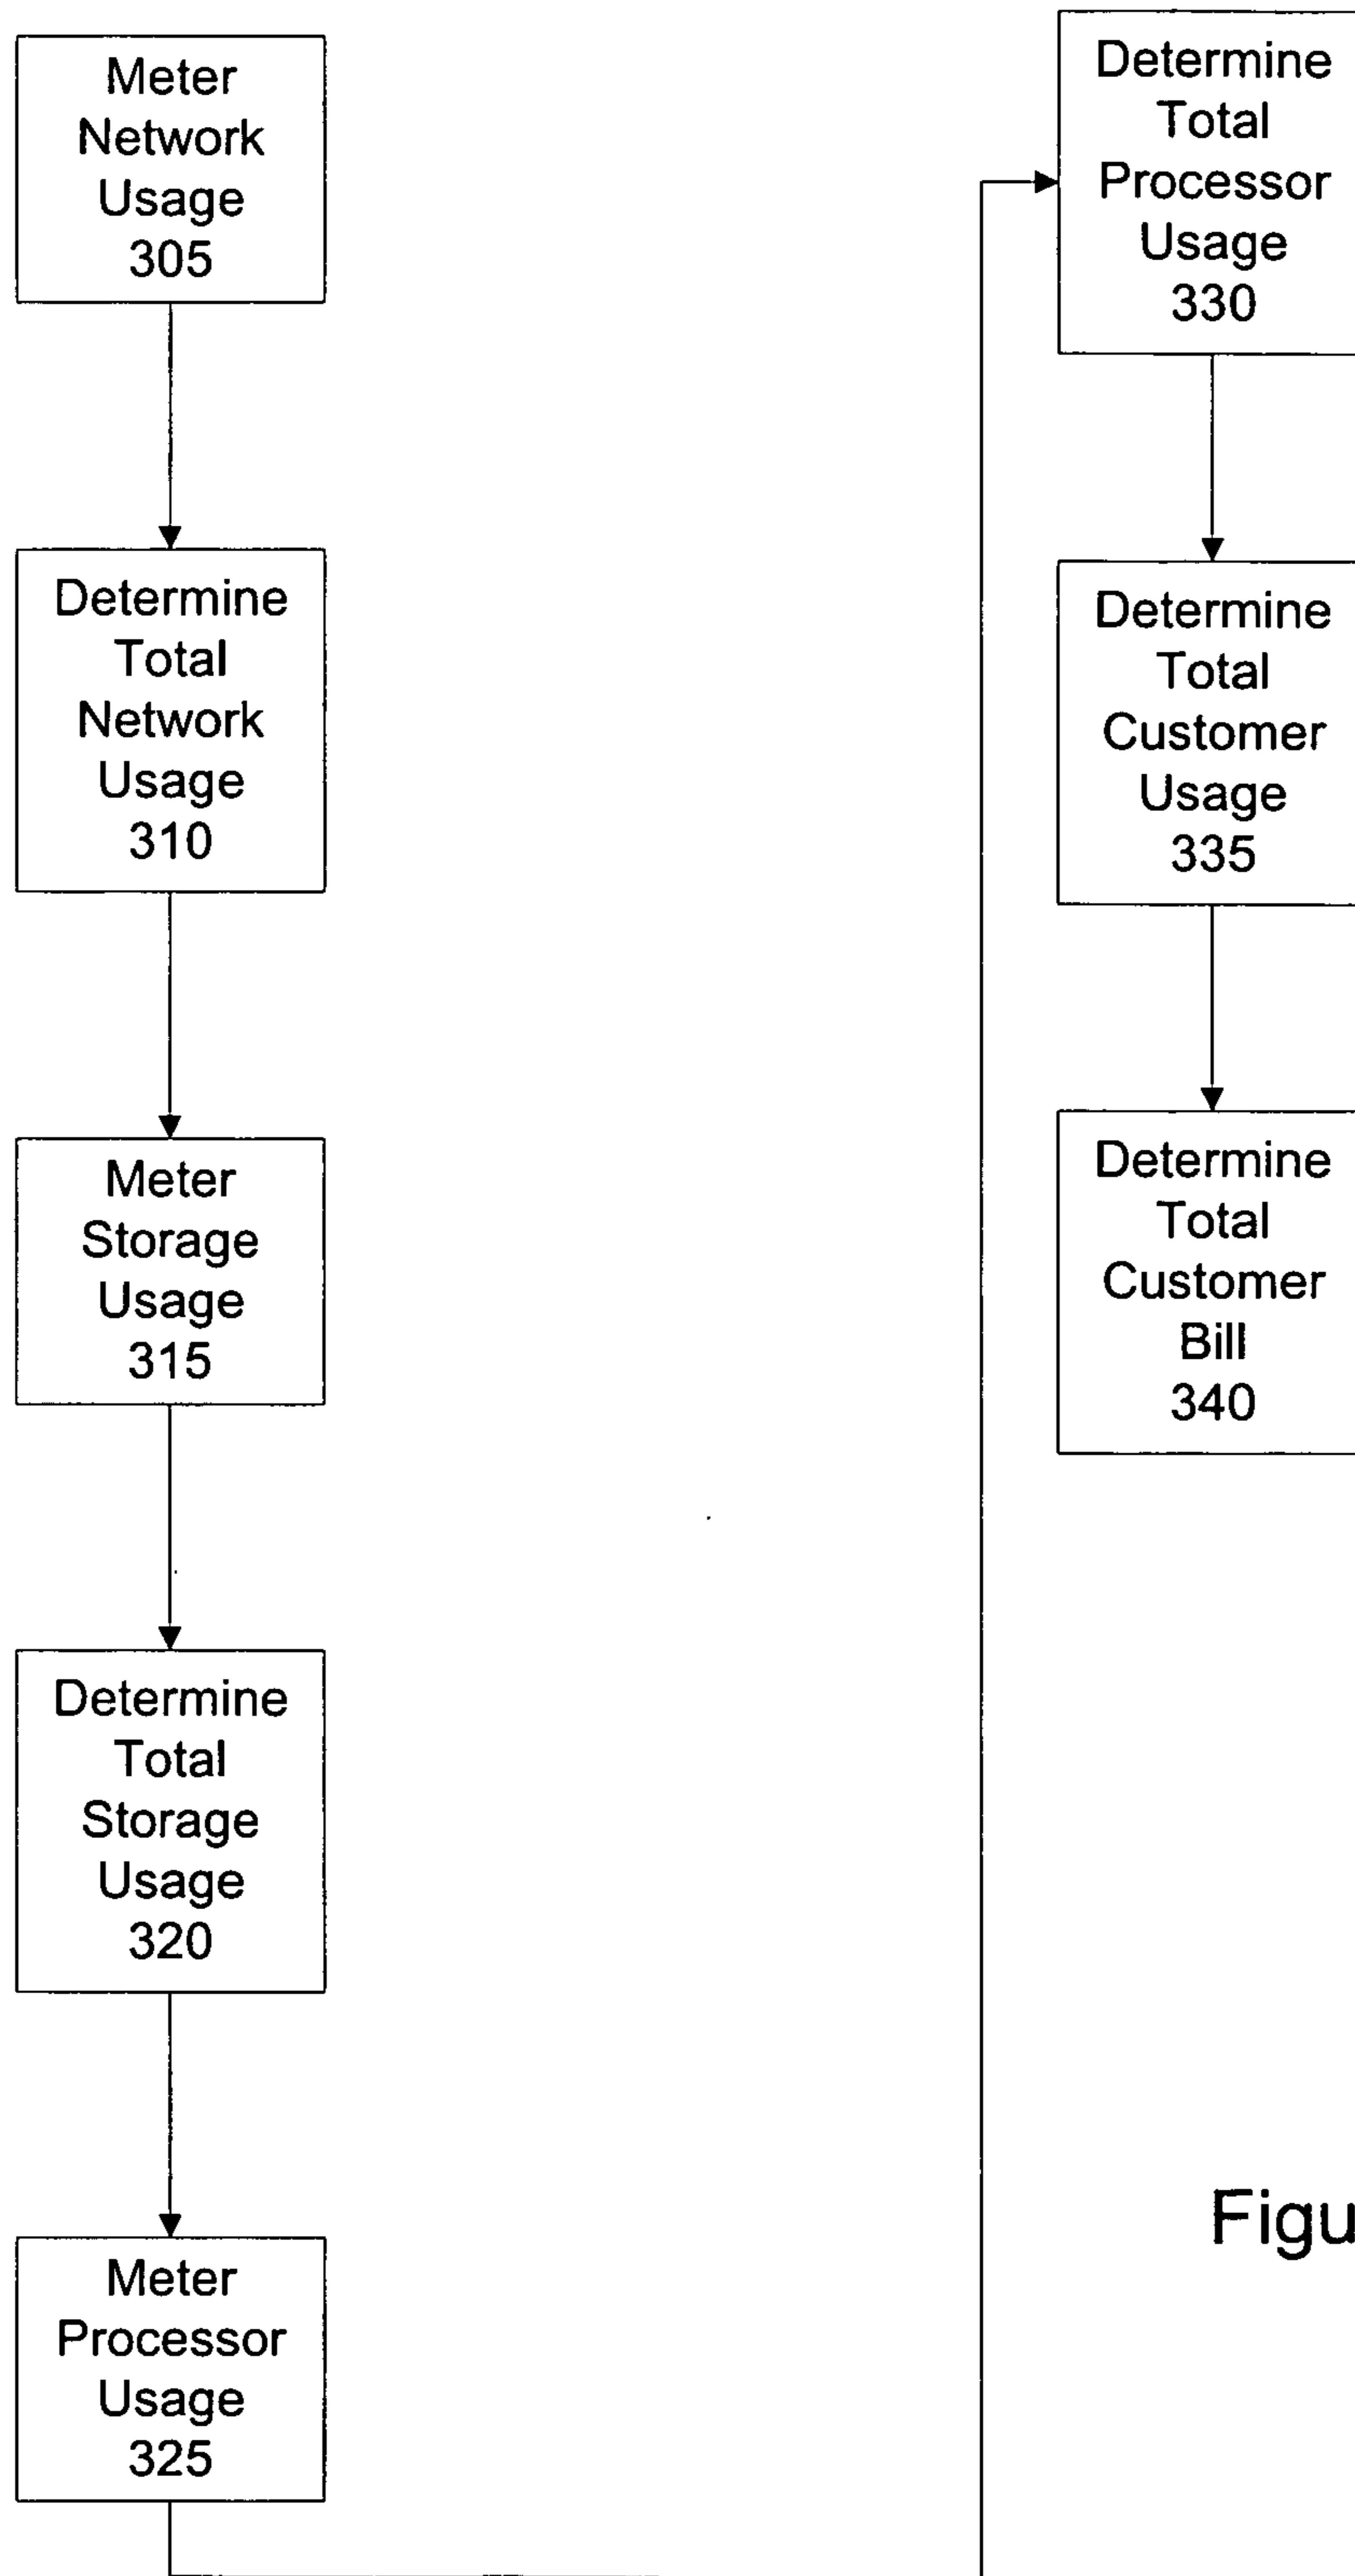 Meter
Network
Usage
305
Determine
Total
Network
Usage
310
Meter
Storage
Usage
315
Determine
Total
Storage
Usage
320
Meter
Processor
Usage
325
Determine
Total
Processor
Usage
330
Determine
Total
Customer
Usage
335
Determine
Total
Customer
Bill
340
Figu